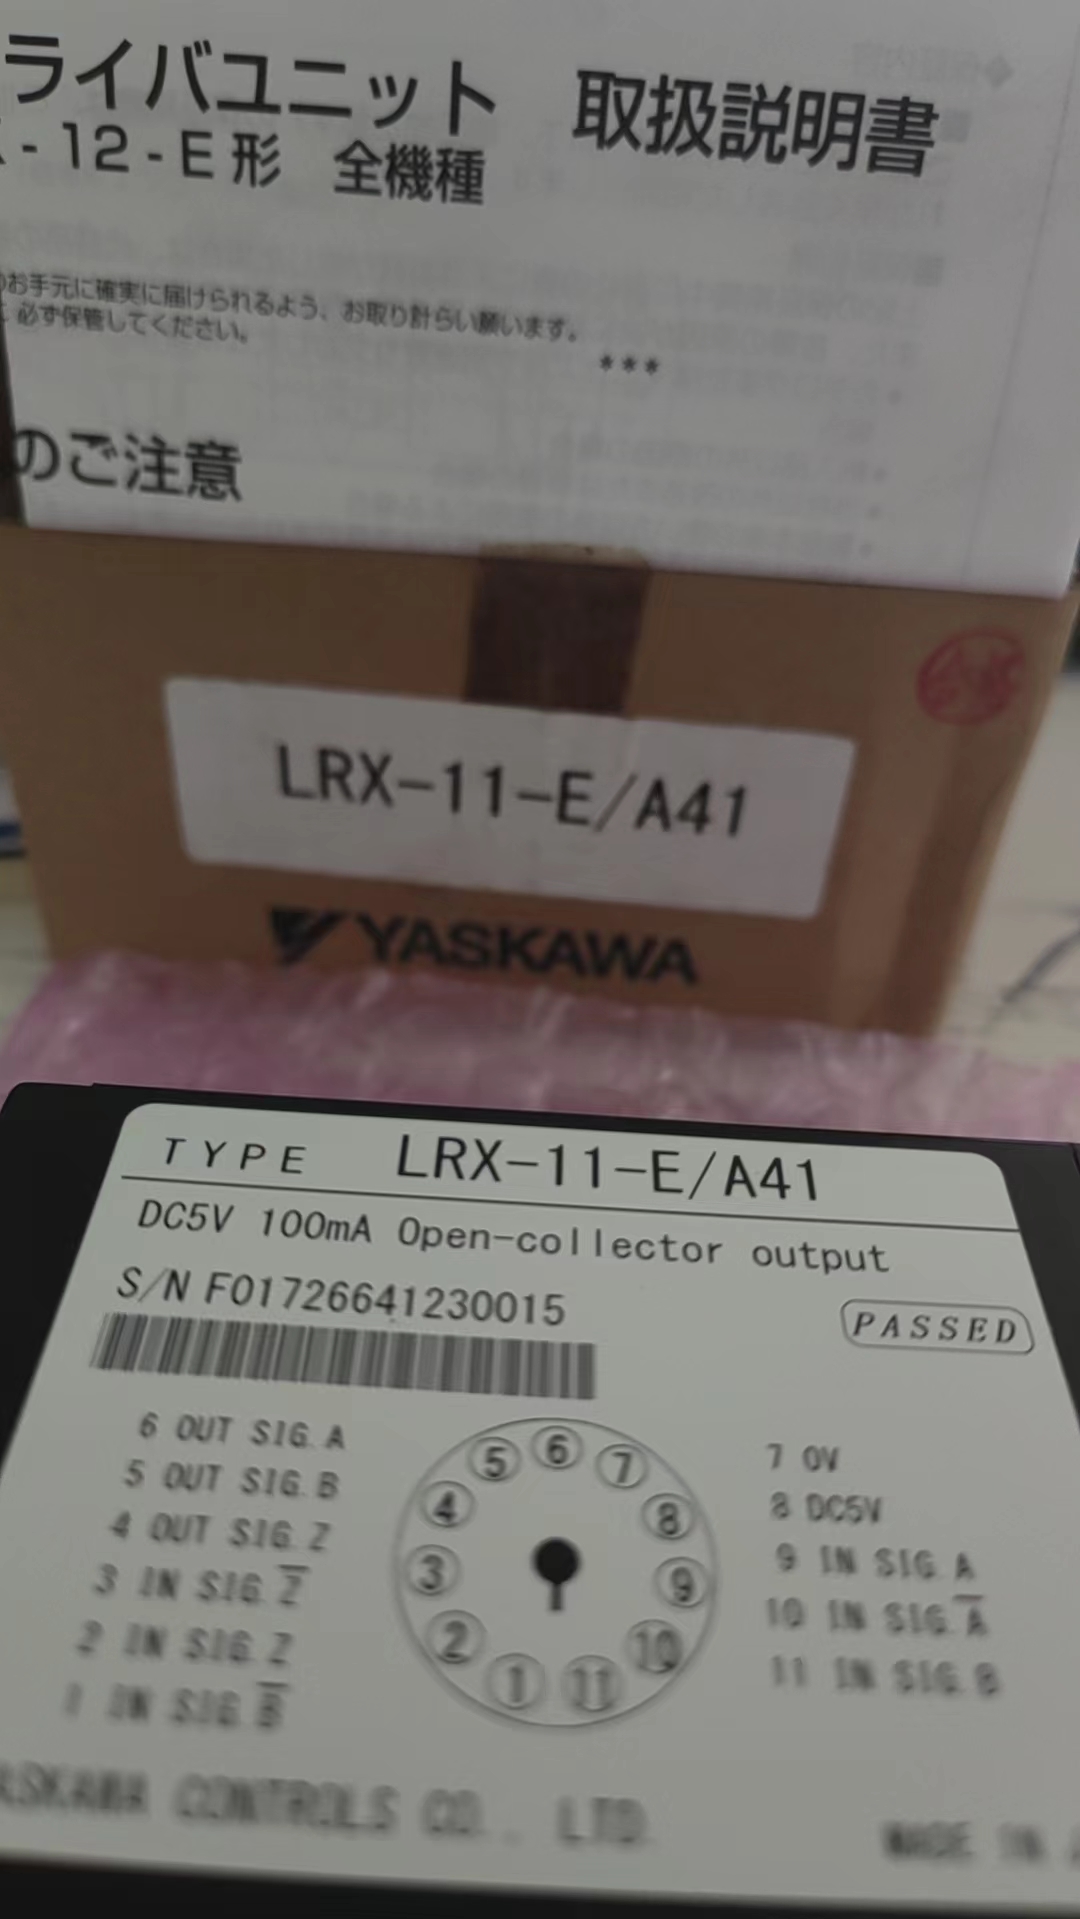 ライバユニット 取扱説明書
-12-E形 全機種
のお手元に確実に届けられるよう、お取り計らい願います。
必ず保管してください。
***
のご注意
LRX-11-E/A41
YASKAWA
TYPE LRX-11-E/A41
DC5V 100mA Open-collector output
S/N F01726641230015
PASSED
6 OUT SIG.A
5 OUT SIG.B
4 OUT SIG.Z
3 IN SIG.Z̅
2 IN SIG.Z
1 IN SIG.B̅
5 6 7
4 8
3 9
2 10
1 11
7 0V
8 DC5V
9 IN SIG.A
10 IN SIG.A̅
11 IN SIG.B
ASKAWA CONTROLS CO., LTD.
MADE IN